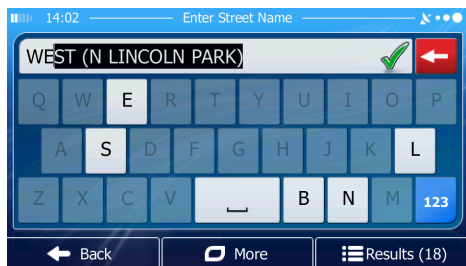 14:02 Enter Street Name
WEST (N LINCOLN PARK)
Q W E R T Y U I O P
A S D F G H J K L
Z X C V B N M 123
Back More Results (18)